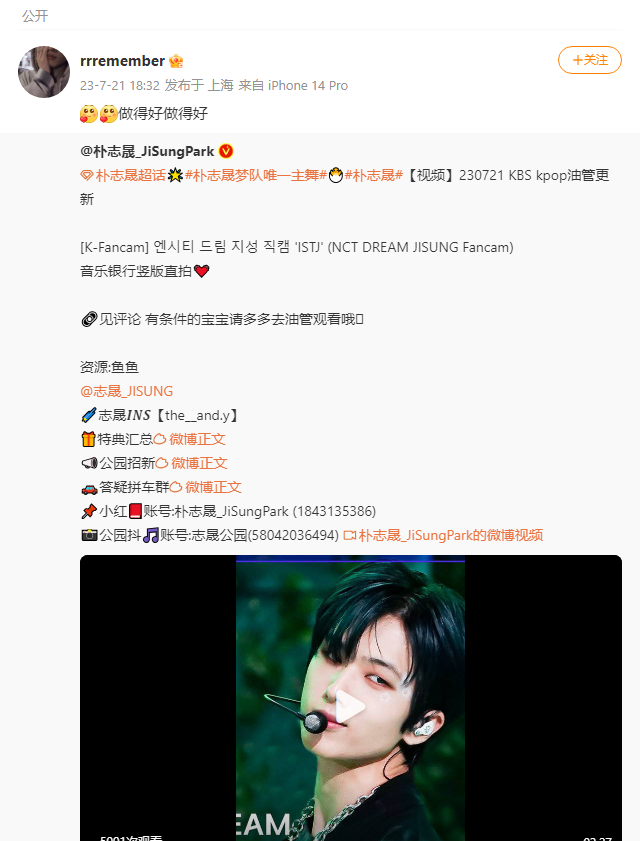 公开
rrremember
+关注
23-7-21 18:32 发布于 上海 来自 iPhone 14 Pro
做得好做得好
@朴志晟_JiSungPark
朴志晟超话🌟#朴志晟梦队唯一主舞#🐣#朴志晟#【视频】230721 KBS kpop油管更
新
[K-Fancam] 엔시티 드림 지성 직캠 'ISTJ' (NCT DREAM JISUNG Fancam)
音乐银行竖版直拍❤
🔗见评论 有条件的宝宝请多多去油管观看哦
资源:鱼鱼
@志晟_JISUNG
志晟INS【the__and.y】
🎁特典汇总 微博正文
📢公园招新 微博正文
🚗答疑拼车群 微博正文
📌小红📕账号:朴志晟_JiSungPark (1843135386)
📷公园抖🎵账号:志晟公园(58042036494) 朴志晟_JiSungPark的微博视频
EAM